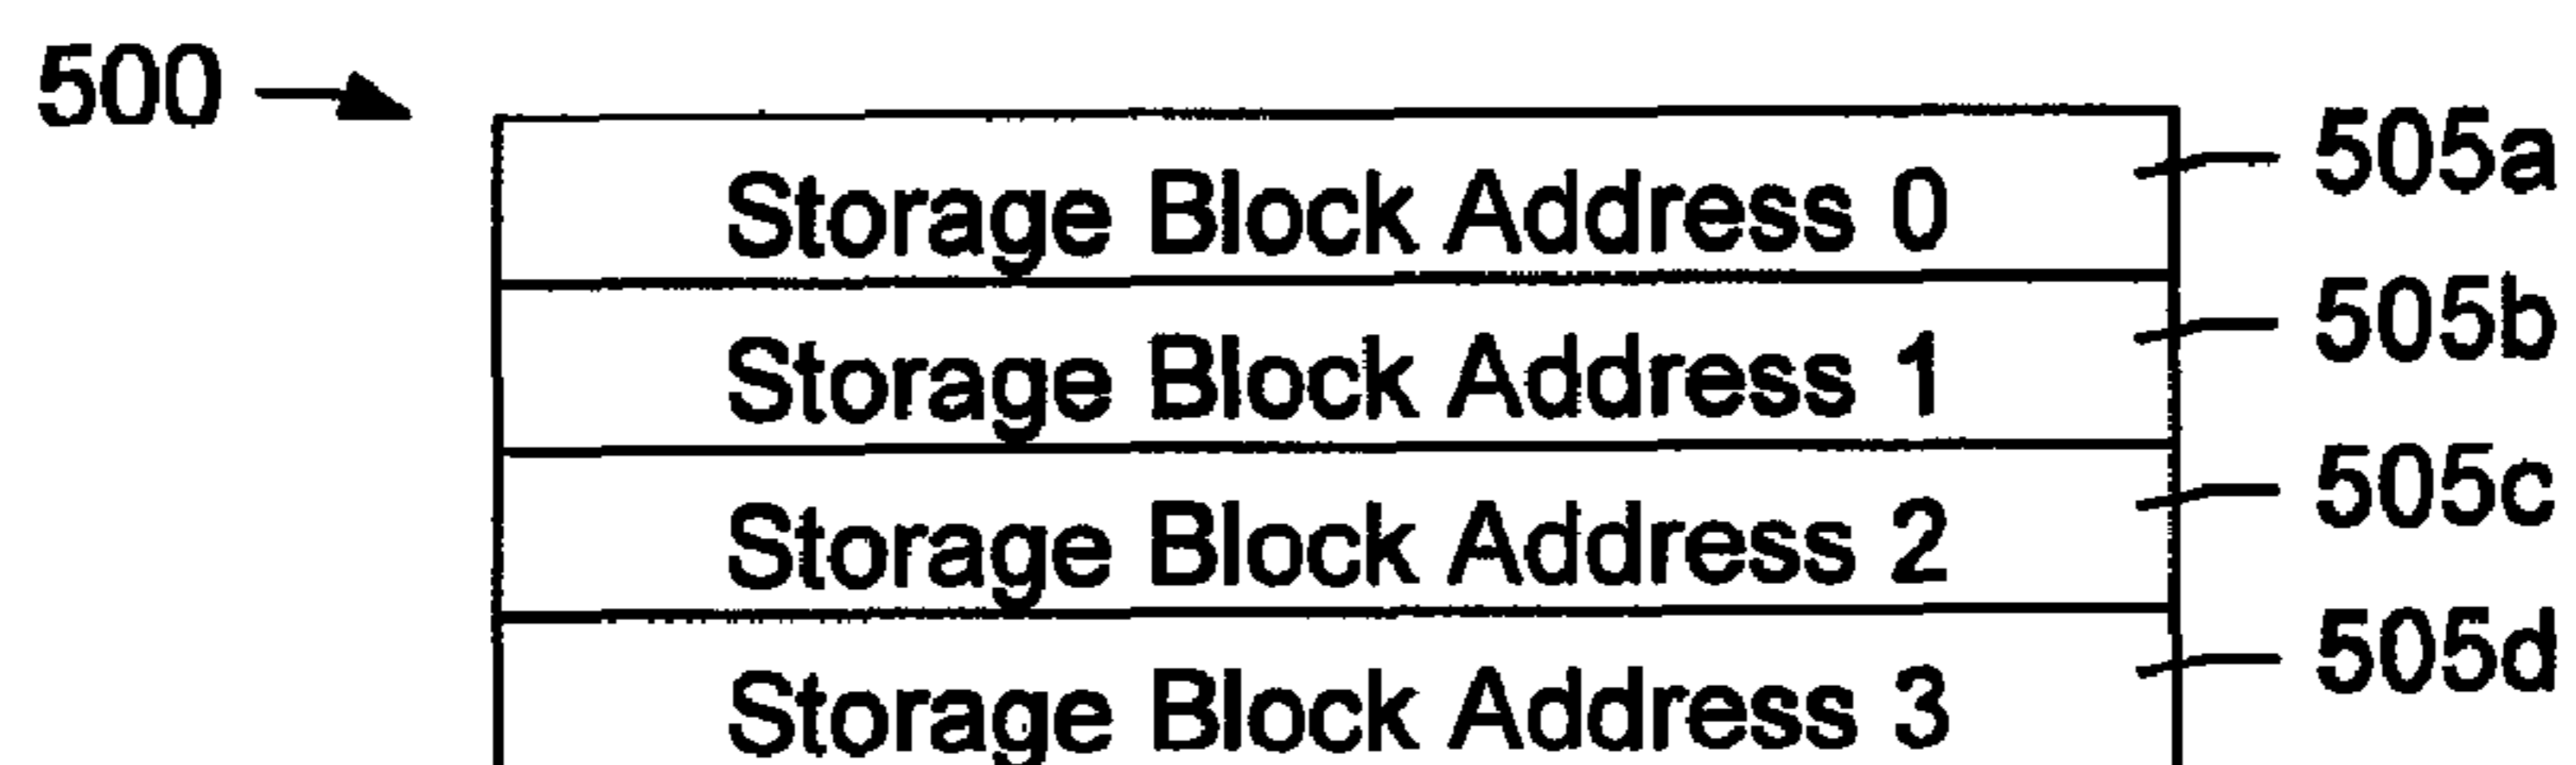 500
Storage Block Address 0 505a
Storage Block Address 1 505b
Storage Block Address 2 505c
Storage Block Address 3 505d